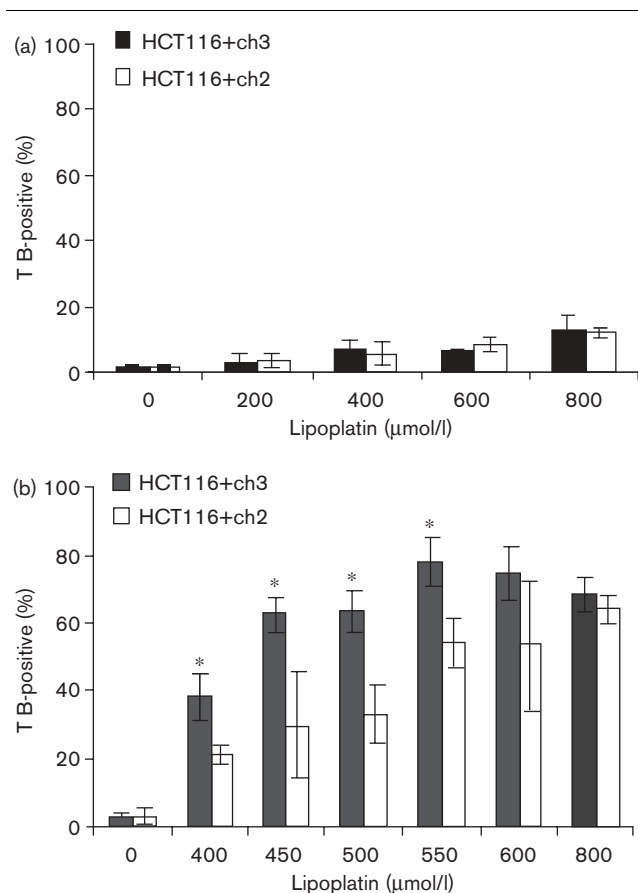 (a)
HCT116+ch3
HCT116+ch2
T B-positive (%)
100
80
60
40
20
0
0 200 400 600 800
Lipoplatin (µmol/l)
(b)
HCT116+ch3
HCT116+ch2
T B-positive (%)
100
80
60
40
20
0
* * * *
0 400 450 500 550 600 800
Lipoplatin (µmol/l)